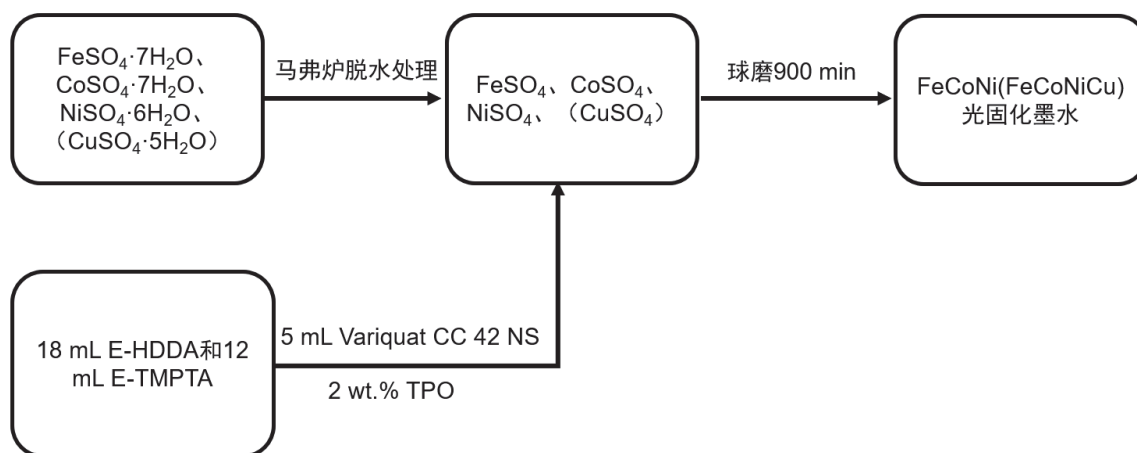 FeSO₄·7H₂O、
CoSO₄·7H₂O、
NiSO₄·6H₂O、
（CuSO₄·5H₂O）
马弗炉脱水处理
FeSO₄、CoSO₄、
NiSO₄、（CuSO₄）
球磨900 min
FeCoNi(FeCoNiCu)
光固化墨水
18 mL E-HDDA和12
mL E-TMPTA
5 mL Variquat CC 42 NS
2 wt.% TPO